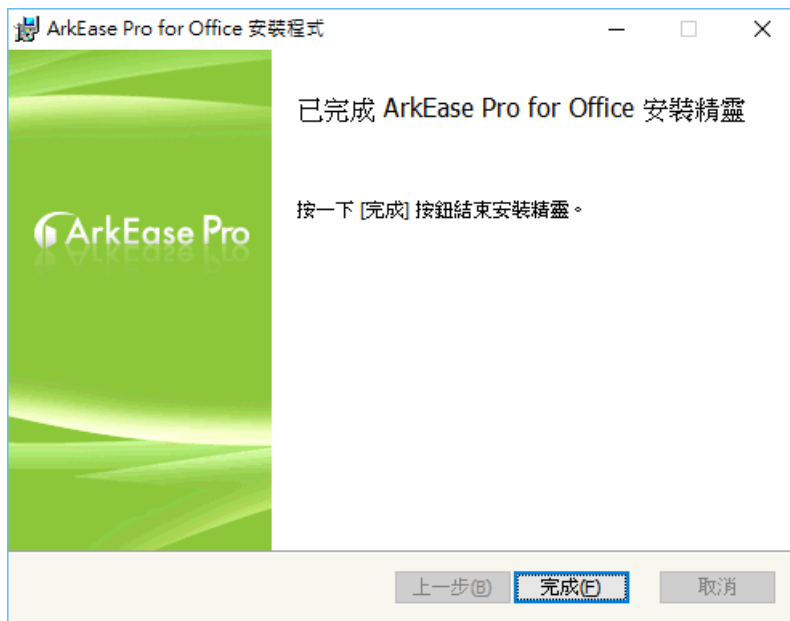 ArkEase Pro for Office 安裝程式
已完成 ArkEase Pro for Office 安裝精靈
ArkEase Pro
按一下 [完成] 按鈕結束安裝精靈。
上一步(B)
完成(F)
取消